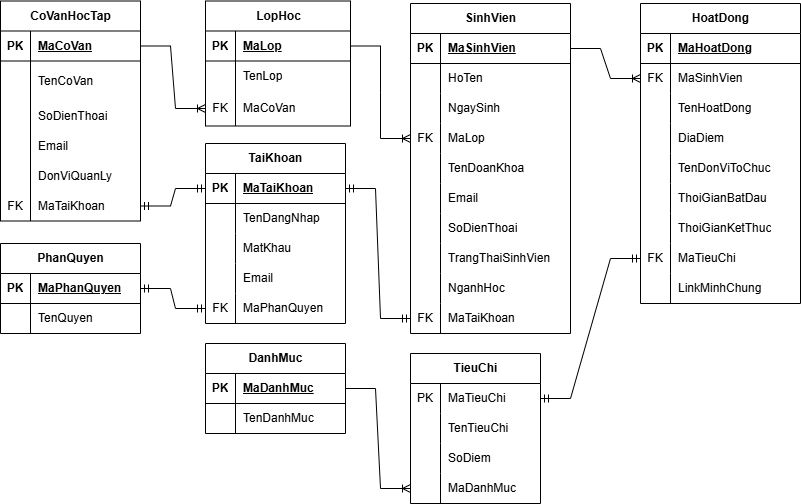 CoVanHocTap
PK MaCoVan
TenCoVan
SoDienThoai
Email
DonViQuanLy
FK MaTaiKhoan
LopHoc
PK MaLop
TenLop
FK MaCoVan
SinhVien
PK MaSinhVien
HoTen
NgaySinh
FK MaLop
TenDoanKhoa
Email
SoDienThoai
TrangThaiSinhVien
NganhHoc
FK MaTaiKhoan
HoatDong
PK MaHoatDong
FK MaSinhVien
TenHoatDong
DiaDiem
TenDonViToChuc
ThoiGianBatDau
ThoiGianKetThuc
FK MaTieuChi
LinkMinhChung
TaiKhoan
PK MaTaiKhoan
TenDangNhap
MatKhau
Email
FK MaPhanQuyen
PhanQuyen
PK MaPhanQuyen
TenQuyen
DanhMuc
PK MaDanhMuc
TenDanhMuc
TieuChi
PK MaTieuChi
TenTieuChi
SoDiem
MaDanhMuc